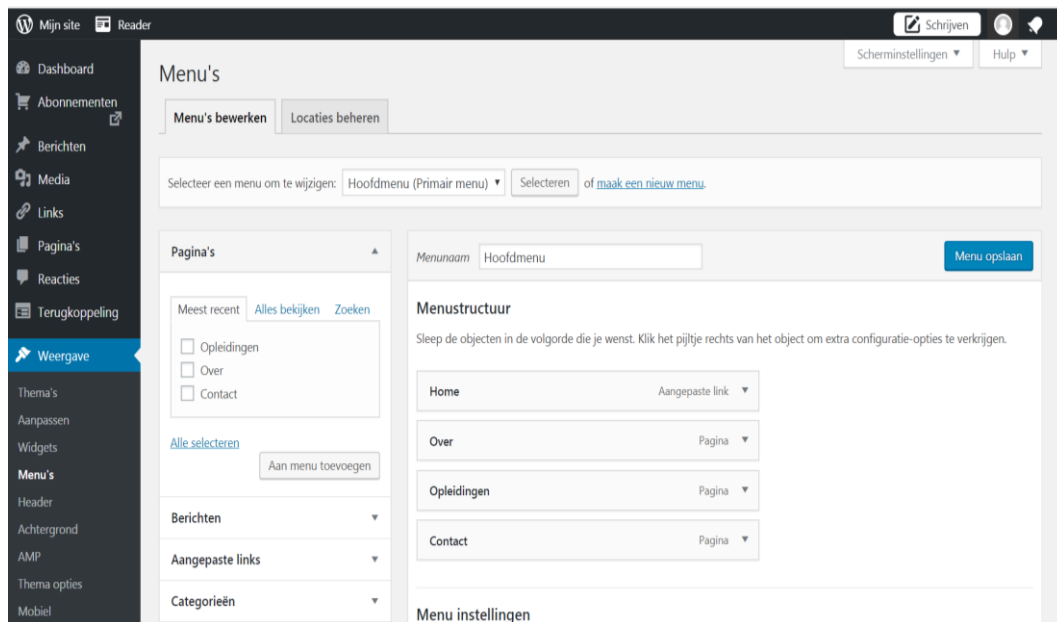 Mijn site Reader Schrijven
Dashboard
Abonnementen
Berichten
Media
Links
Pagina's
Reacties
Terugkoppeling
Weergave
Thema's
Aanpassen
Widgets
Menu's
Header
Achtergrond
AMP
Thema opties
Mobiel
Scherminstellingen ▼ Hulp ▼
Menu's
Menu's bewerken Locaties beheren
Selecteer een menu om te wijzigen: Hoofdmenu (Primair menu) ▼ Selecteren of maak een nieuw menu.
Pagina's
Meest recent Alles bekijken Zoeken
Opleidingen
Over
Contact
Alle selecteren
Aan menu toevoegen
Berichten
Aangepaste links
Categorieën
Menunaam Hoofdmenu Menu opslaan
Menustructuur
Sleep de objecten in de volgorde die je wenst. Klik het pijltje rechts van het object om extra configuratie-opties te verkrijgen.
Home Aangepaste link
Over Pagina
Opleidingen Pagina
Contact Pagina
Menu instellingen